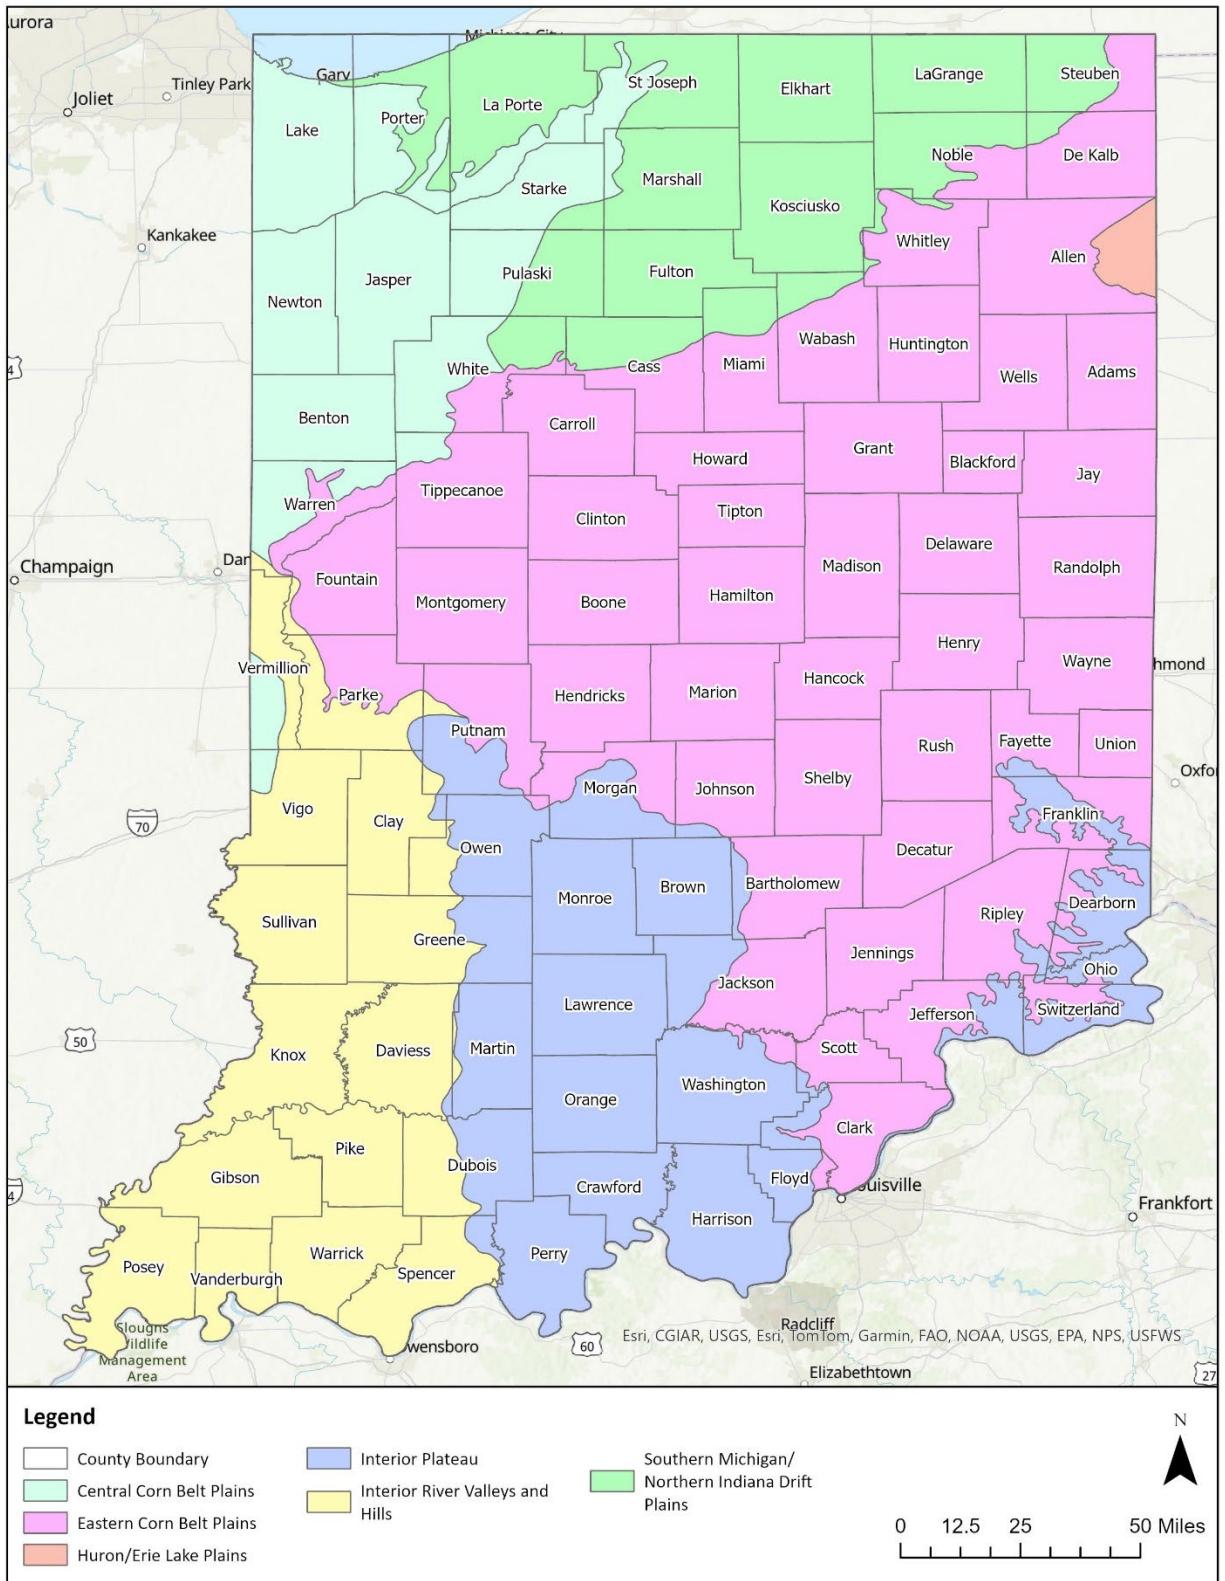 urora
Michigan City
Gary
Tinley Park
Joliet
St Joseph
Elkhart
LaGrange
Steuben
La Porte
Porter
Lake
Noble
De Kalb
Marshall
Starke
Kosciusko
Kankakee
Whitley
Allen
Jasper
Pulaski
Fulton
Newton
Wabash
Huntington
4
White
Cass
Miami
Wells
Adams
Benton
Carroll
Grant
Howard
Blackford
Jay
Tippecanoe
Warren
Clinton
Tipton
Delaware
Champaign
Dan
Fountain
Madison
Randolph
Montgomery
Boone
Hamilton
Henry
Vermillion
Wayne
hmond
Parke
Hendricks
Marion
Hancock
Putnam
Rush
Fayette
Union
Oxfor
Morgan
Johnson
Shelby
Vigo
Clay
70
Franklin
Owen
Decatur
Monroe
Brown
Bartholomew
Dearborn
Sullivan
Greene
Ripley
Jennings
Ohio
Jackson
Lawrence
Jefferson
Switzerland
50
Knox
Daviess
Martin
Scott
Washington
Orange
Clark
Pike
Dubois
Gibson
Crawford
Floyd
4
ouisville
Harrison
Frankfort
Posey
Warrick
Perry
Vanderburgh
Spencer
Sloughs
Wildlife
Management
Area
wensboro
60
Radcliff
Esri, CGIAR, USGS, Esri, TomTom, Garmin, FAO, NOAA, USGS, EPA, NPS, USFWS
Elizabethtown
27
Legend
County Boundary
Central Corn Belt Plains
Eastern Corn Belt Plains
Huron/Erie Lake Plains
Interior Plateau
Interior River Valleys and
Hills
Southern Michigan/
Northern Indiana Drift
Plains
N
0 12.5 25 50 Miles